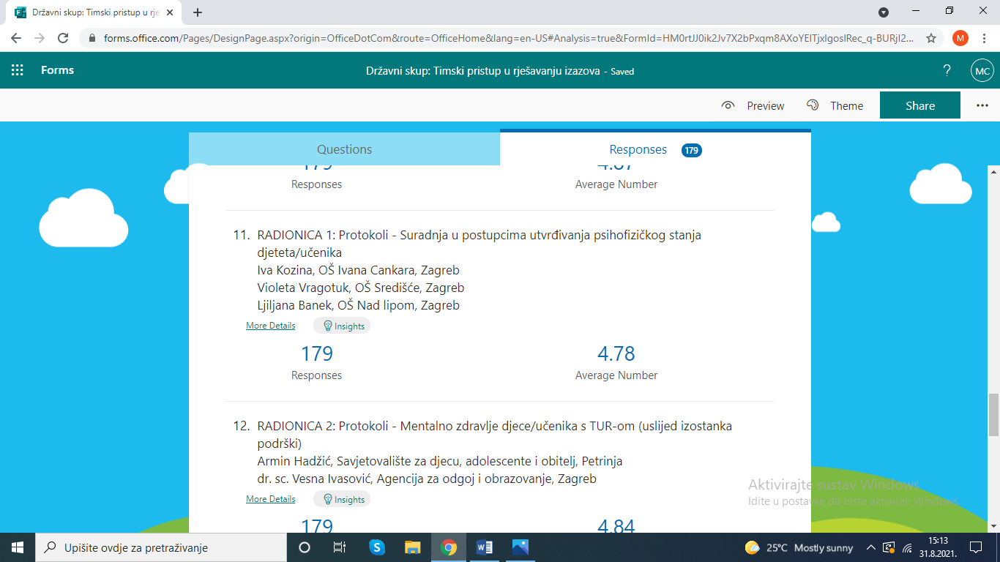 Državni skup: Timski pristup u rje
forms.office.com/Pages/DesignPage.aspx?origin=OfficeDotCom&route=OfficeHome&lang=en-US#Analysis=true&FormId=HM0rtJJ0ik2Jv7X2bPxqm8AXoYEITjxIgoslRec_q-BURjI2...
M
Forms
Državni skup: Timski pristup u rješavanju izazova - Saved
?
MC
Preview
Theme
Share
Questions
Responses 179
179 4.87
Responses Average Number
11. RADIONICA 1: Protokoli - Suradnja u postupcima utvrđivanja psihofizičkog stanja
djeteta/učenika
Iva Kozina, OŠ Ivana Cankara, Zagreb
Violeta Vragotuk, OŠ Središće, Zagreb
Ljiljana Banek, OŠ Nad lipom, Zagreb
More Details Insights
179 4.78
Responses Average Number
12. RADIONICA 2: Protokoli - Mentalno zdravlje djece/učenika s TUR-om (uslijed izostanka
podrški)
Armin Hadžić, Savjetovalište za djecu, adolescente i obitelj, Petrinja
dr. sc. Vesna Ivasović, Agencija za odgoj i obrazovanje, Zagreb
More Details Insights
179 4.84
Aktivirajte sustav Windows
Idite u postavke da biste aktivirali Windows.
Upišite ovdje za pretraživanje
25°C Mostly sunny
15:13
31.8.2021.